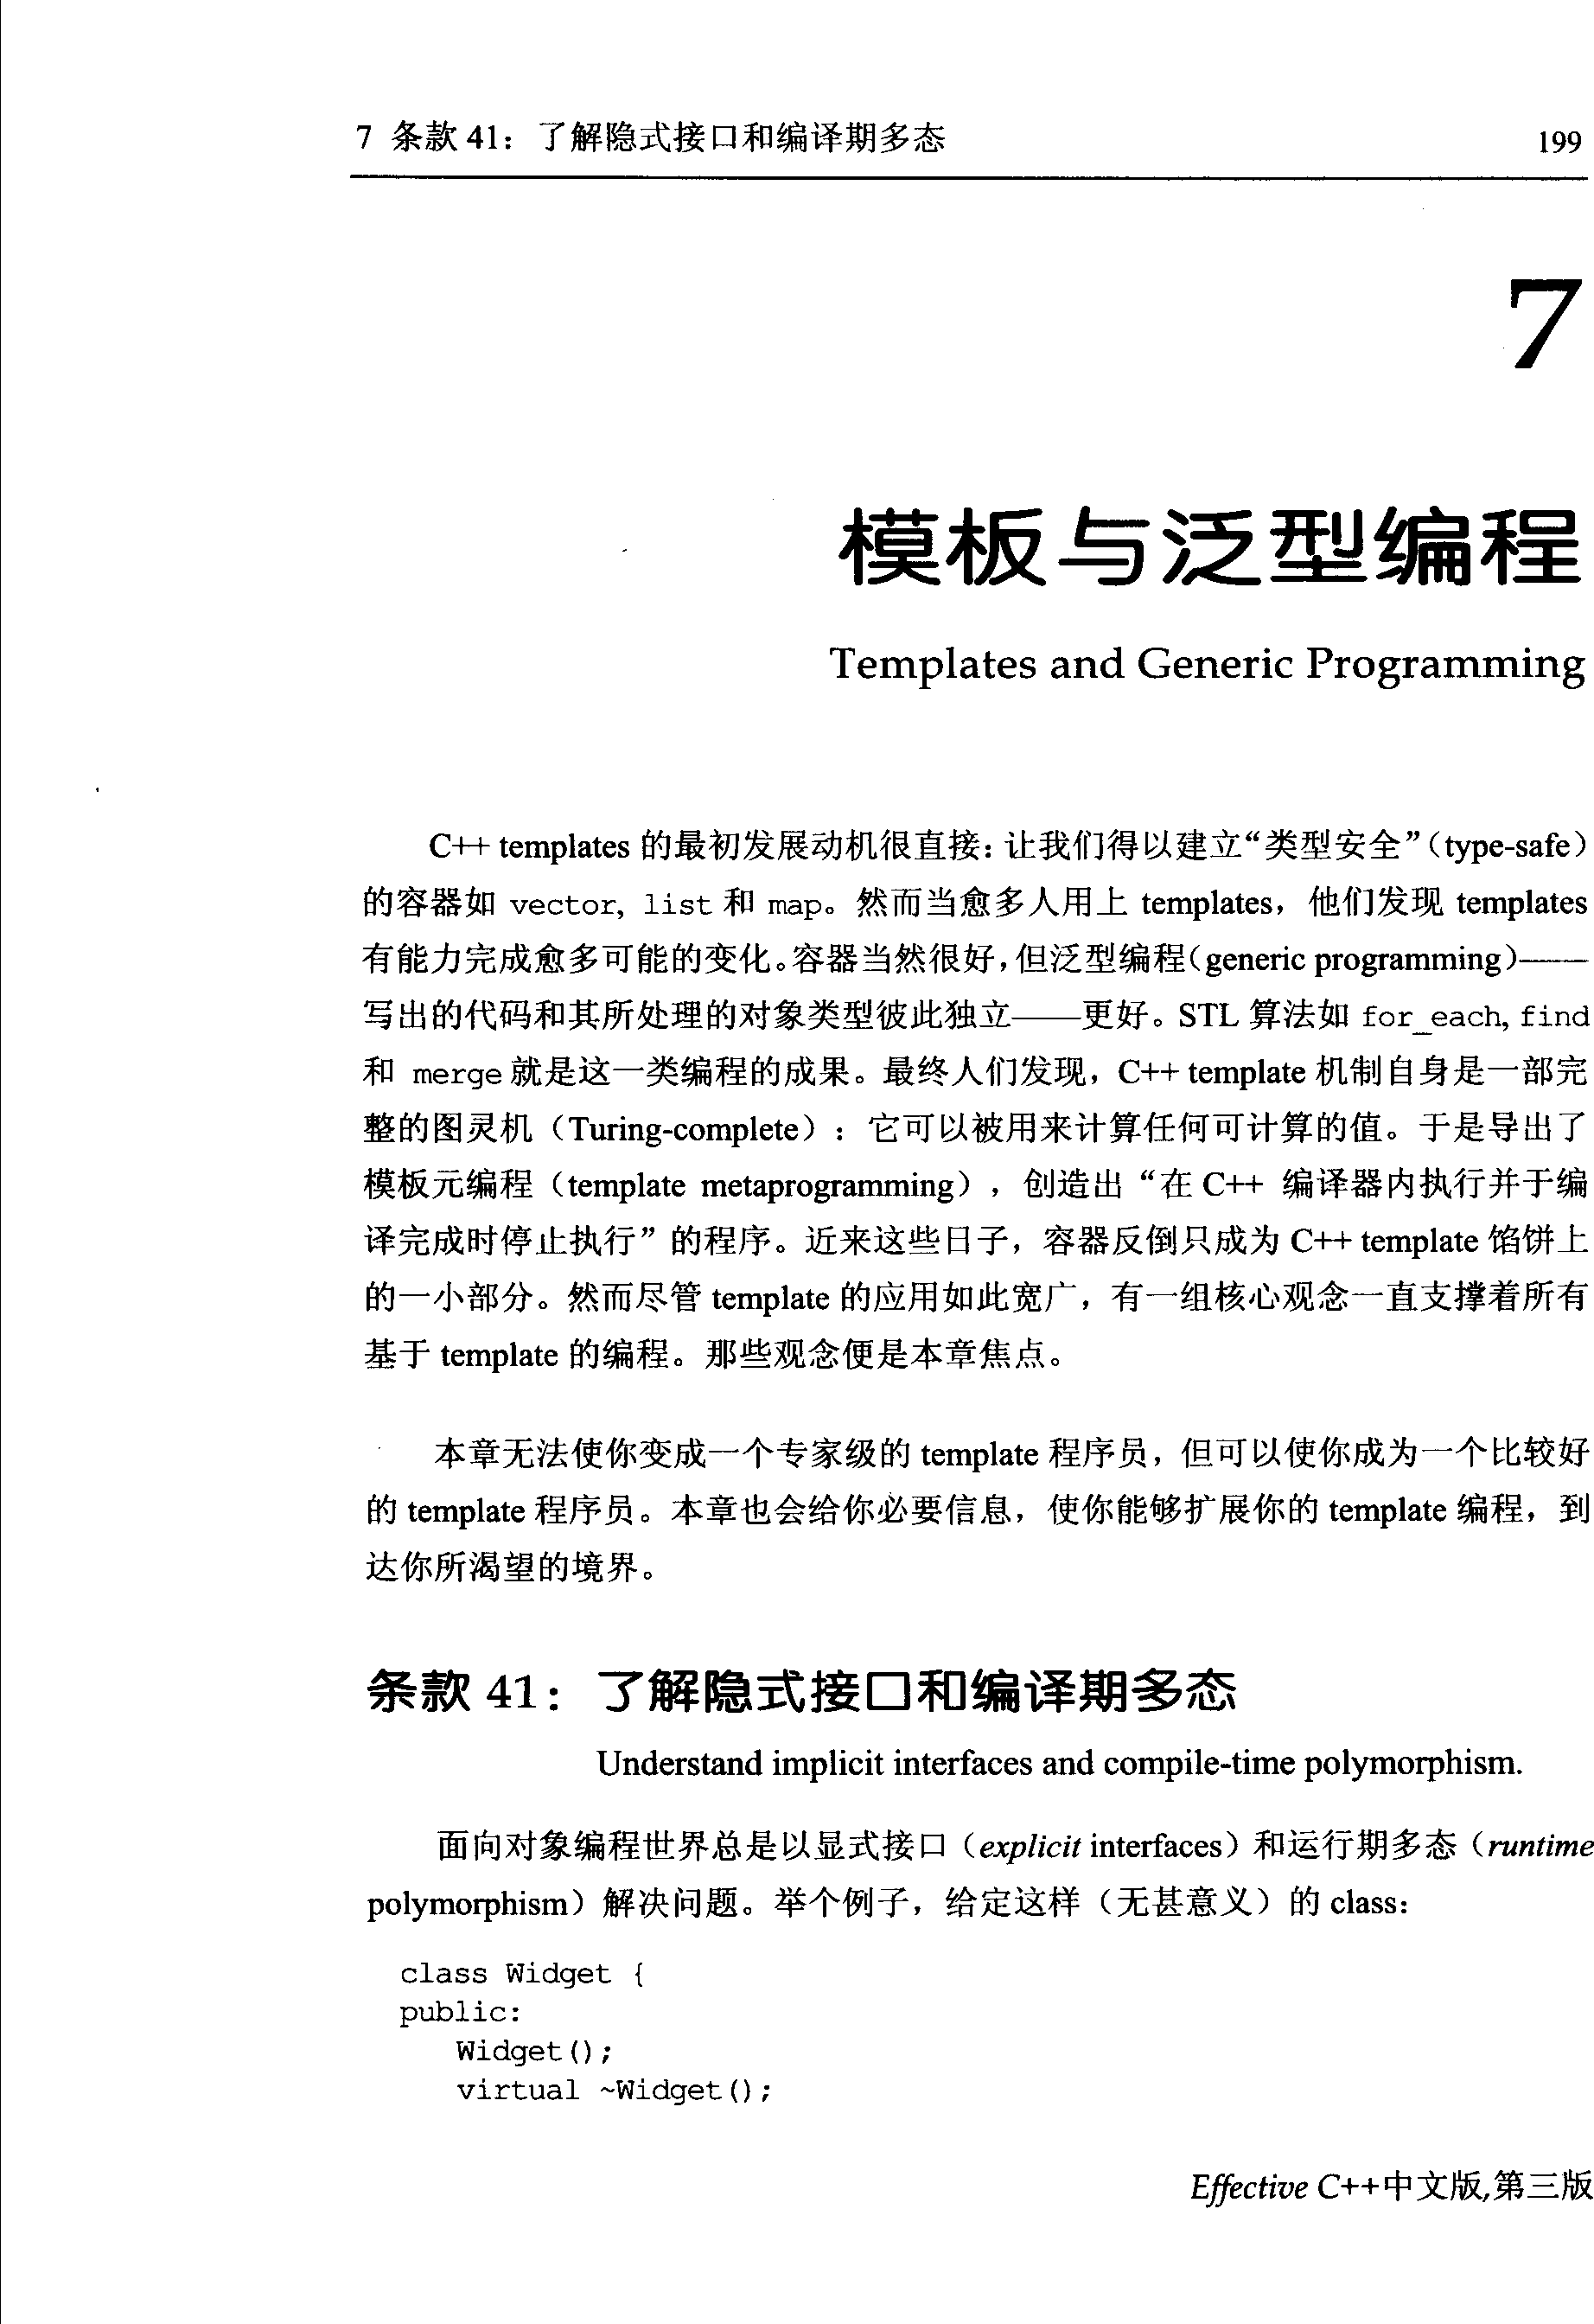 7 条款 41：了解隐式接口和编译期多态 199
7
模板与泛型编程
Templates and Generic Programming
C++ templates 的最初发展动机很直接：让我们得以建立“类型安全”（type-safe）
的容器如 vector, list 和 map。然而当愈多人用上 templates，他们发现 templates
有能力完成愈多可能的变化。容器当然很好，但泛型编程（generic programming）——
写出的代码和其所处理的对象类型彼此独立——更好。STL 算法如 for_each, find
和 merge 就是这一类编程的成果。最终人们发现，C++ template 机制自身是一部完
整的图灵机（Turing-complete）：它可以被用来计算任何可计算的值。于是导出了
模板元编程（template metaprogramming），创造出“在 C++ 编译器内执行并于编
译完成时停止执行”的程序。近来这些日子，容器反倒只成为 C++ template 馅饼上
的一小部分。然而尽管 template 的应用如此宽广，有一组核心观念一直支撑着所有
基于 template 的编程。那些观念便是本章焦点。
本章无法使你变成一个专家级的 template 程序员，但可以使你成为一个比较好
的 template 程序员。本章也会给你必要信息，使你能够扩展你的 template 编程，到
达你所渴望的境界。
条款 41：了解隐式接口和编译期多态
Understand implicit interfaces and compile-time polymorphism.
面向对象编程世界总是以显式接口（explicit interfaces）和运行期多态（runtime
polymorphism）解决问题。举个例子，给定这样（无甚意义）的 class：
class Widget {
public:
Widget();
virtual ~Widget();
Effective C++中文版,第三版